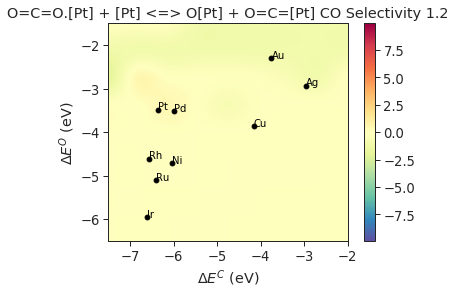 O=C=O.[Pt] + [Pt] <=> O[Pt] + O=C=[Pt] CO Selectivity 1.2
−2
−3
−4
−5
−6
ΔE^O (eV)
Au
Ag
Pt
Pd
Cu
Rh
Ni
Ru
Ir
−7
−6
−5
−4
−3
−2
ΔE^C (eV)
7.5
5.0
2.5
0.0
−2.5
−5.0
−7.5